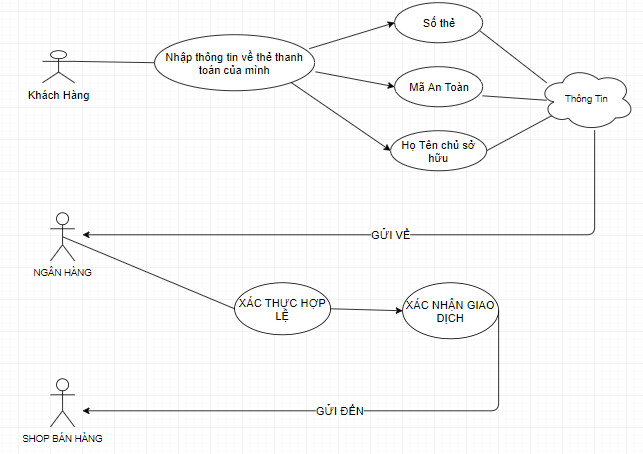 Số thẻ
Nhập thông tin về thẻ thanh
toán của mình
Khách Hàng
Mã An Toàn
Thông Tin
Họ Tên chủ sở
hữu
GỬI VỀ
NGÂN HÀNG
XÁC THỰC HỢP
LỆ
XÁC NHẬN GIAO
DỊCH
GỬI ĐẾN
SHOP BÁN HÀNG